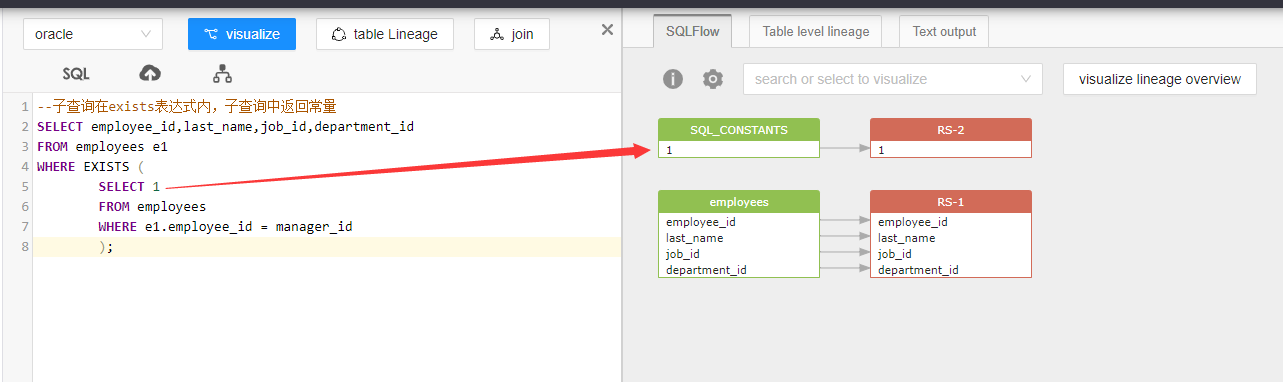 oracle
visualize
table Lineage
join
SQL
1 --子查询在exists表达式内，子查询中返回常量
2 SELECT employee_id,last_name,job_id,department_id
3 FROM employees e1
4 WHERE EXISTS (
5 SELECT 1
6 FROM employees
7 WHERE e1.employee_id = manager_id
8 );
SQLFlow
Table level lineage
Text output
search or select to visualize
visualize lineage overview
SQL_CONSTANTS
1
RS-2
1
employees
employee_id
last_name
job_id
department_id
RS-1
employee_id
last_name
job_id
department_id